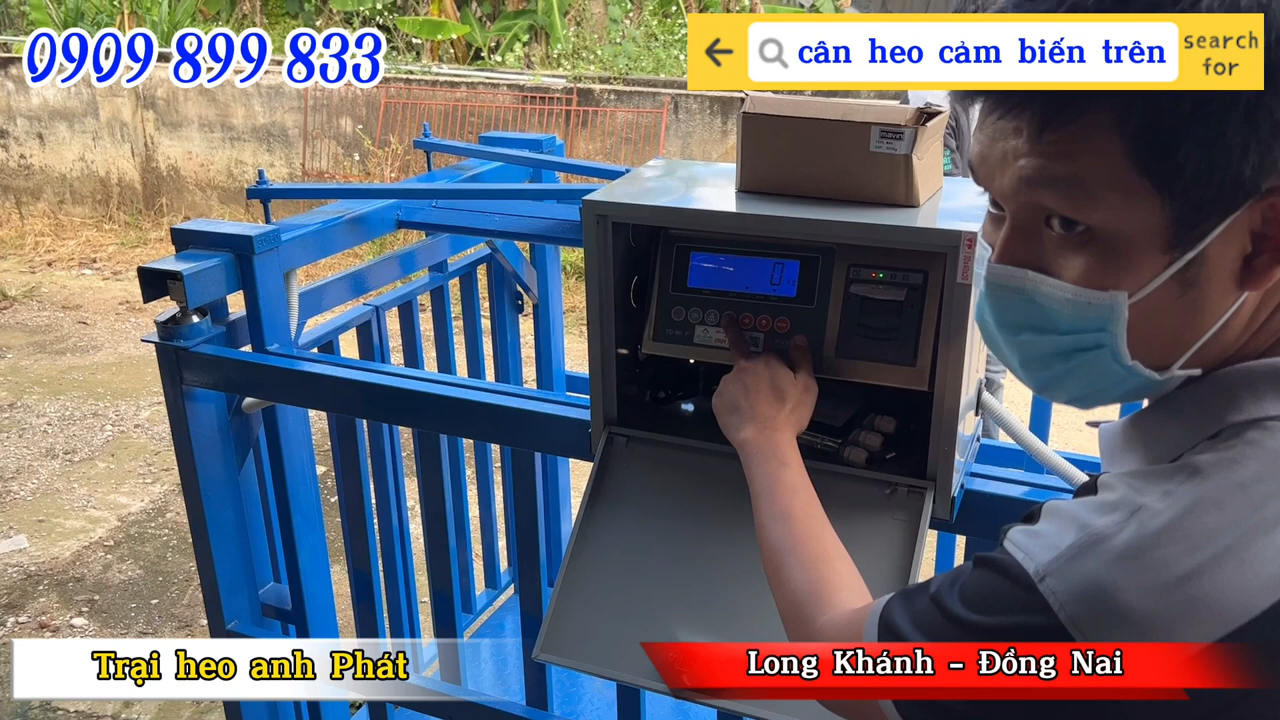 0909 899 833
cân heo cảm biến trên
search
for
mavin
0
Trại heo anh Phát
Long Khánh – Đồng Nai